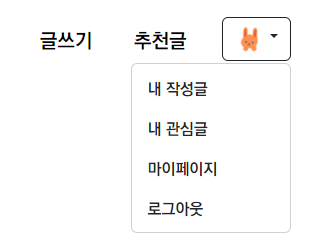 글쓰기 추천글
내 작성글
내 관심글
마이페이지
로그아웃